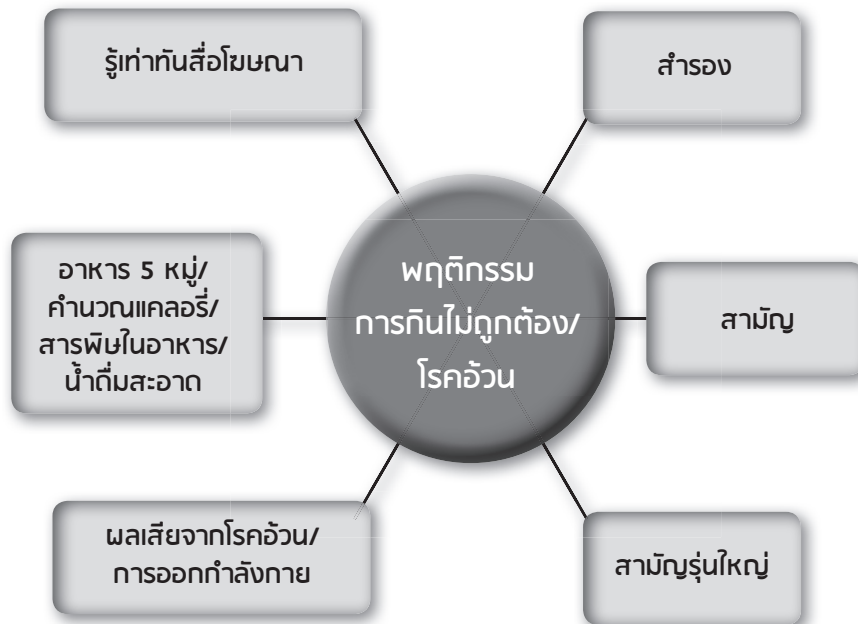 รู้เท่าทันสื่อโฆษณา
สำรอง
อาหาร 5 หมู่/
คำนวณแคลอรี่/
สารพิษในอาหาร/
น้ำดื่มสะอาด
พฤติกรรม
การกินไม่ถูกต้อง/
โรคอ้วน
สามัญ
ผลเสียจากโรคอ้วน/
การออกกำลังกาย
สามัญรุ่นใหญ่